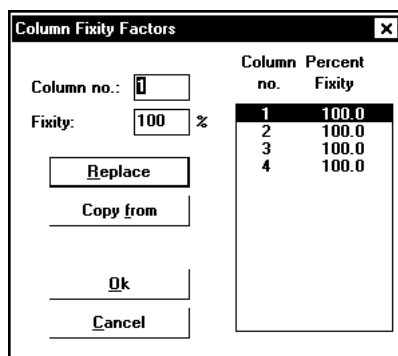 Column Fixity Factors
Column no.: 1
Fixity: 100 %
Replace
Copy from
Ok
Cancel
Column Percent
no. Fixity
1 100.0
2 100.0
3 100.0
4 100.0